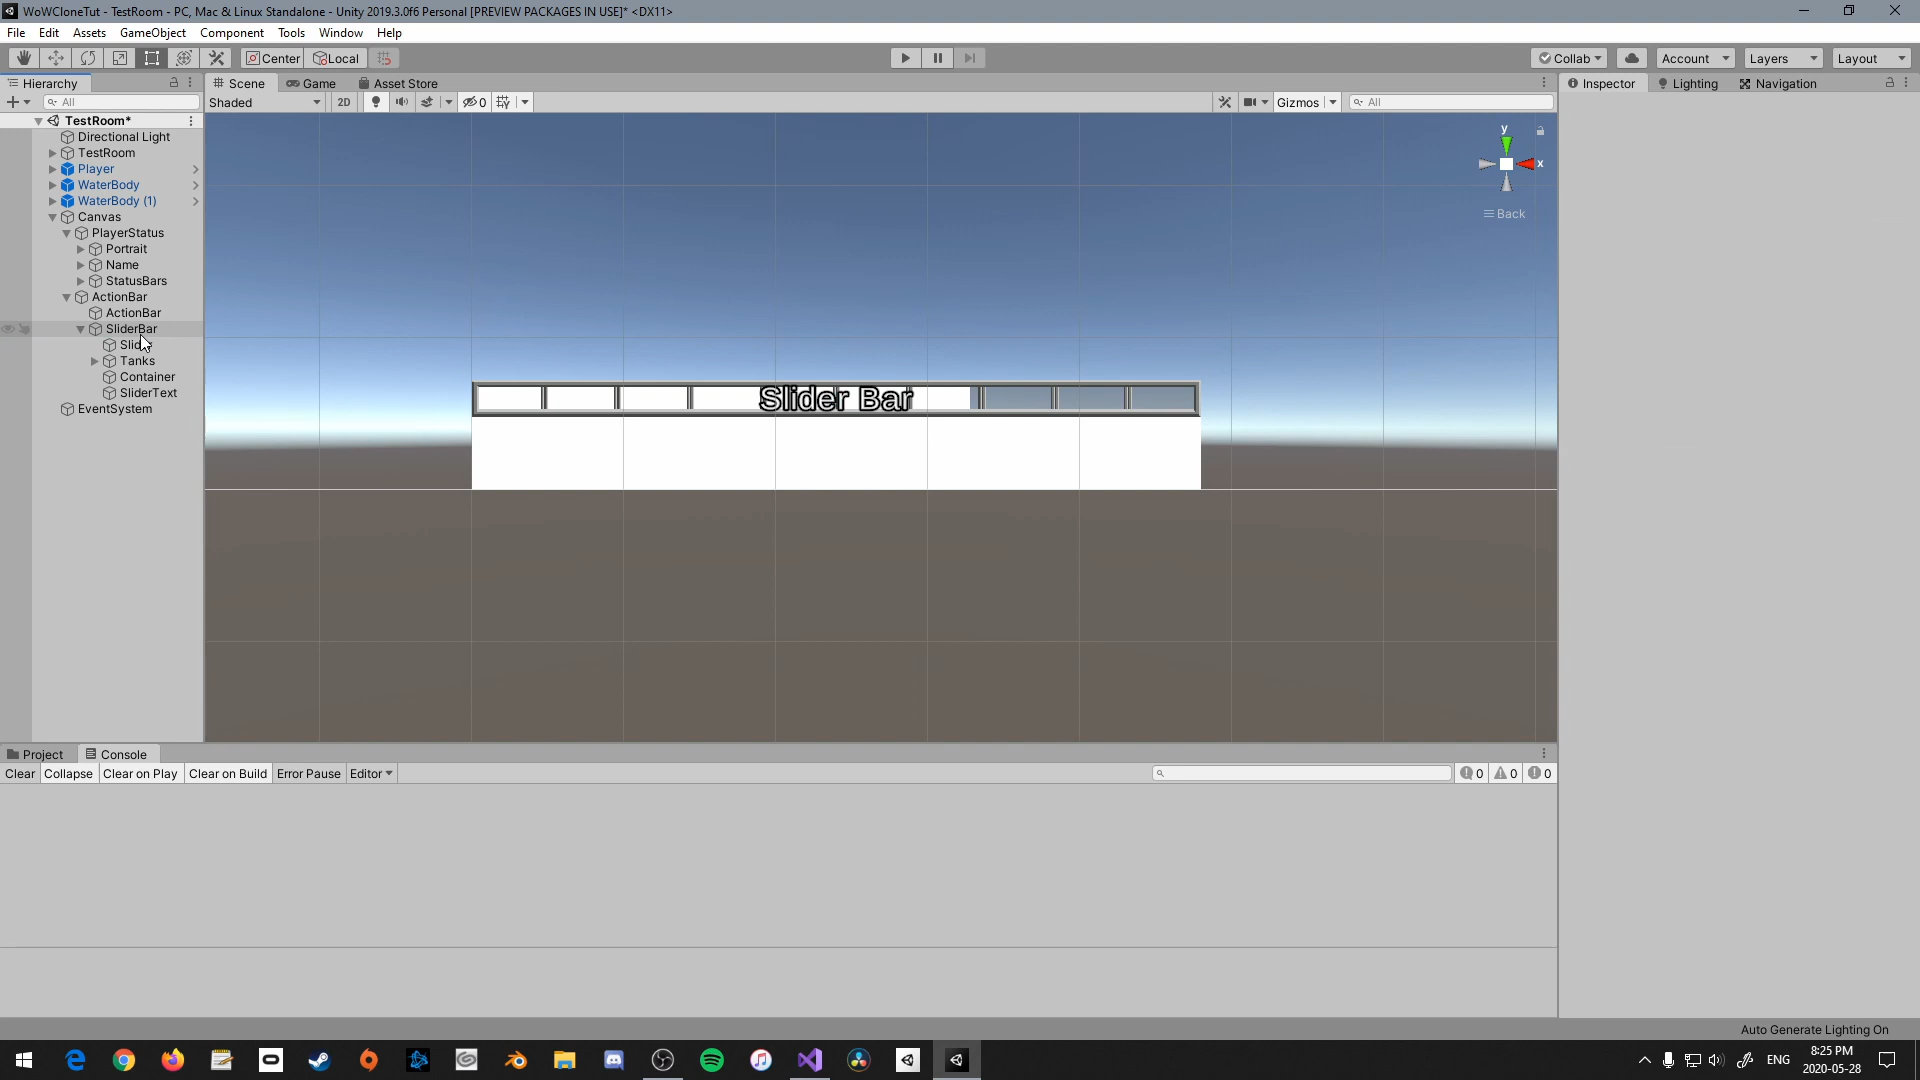 WoWCloneTut - TestRoom - PC, Mac & Linux Standalone - Unity 2019.3.0f6 Personal [PREVIEW PACKAGES IN USE]* <DX11>
File Edit Assets GameObject Component Tools Window Help
Center Local Collab Account Layers Layout
Hierarchy Scene Game Asset Store Inspector Lighting Navigation
All Shaded 2D 0 Gizmos All
TestRoom*
Directional Light
TestRoom
Player
WaterBody
WaterBody (1)
Canvas
PlayerStatus
Portrait
Name
StatusBars
ActionBar
ActionBar
SliderBar
Tanks
Container
SliderText
EventSystem
y
x
Back
Slider Bar
Project Console
Clear Collapse Clear on Play Clear on Build Error Pause Editor 0 0 0
Auto Generate Lighting On
ENG 8:25 PM
2020-05-28